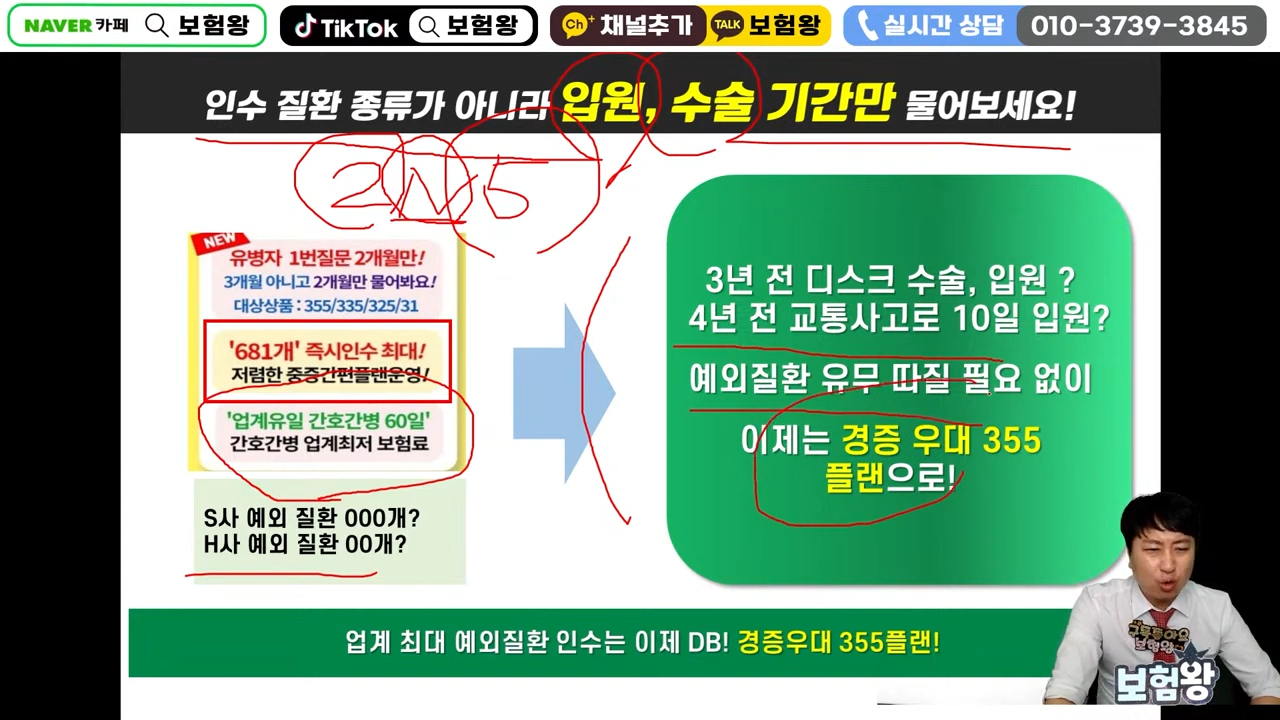 NAVER 카페 보험왕
TikTok 보험왕
Ch+ 채널추가 TALK 보험왕
실시간 상담 010-3739-3845
인수 질환 종류가 아니라 입원, 수술 기간만 물어보세요!
2 N 5
NEW
유병자 1번질문 2개월만!
3개월 아니고 2개월만 물어봐요!
대상상품 : 355/335/325/31
'681개' 즉시인수 최대!
저렴한 중증간편플랜운영!
'업계유일 간호간병 60일'
간호간병 업계최저 보험료
S사 예외 질환 000개?
H사 예외 질환 00개?
3년 전 디스크 수술, 입원 ?
4년 전 교통사고로 10일 입원?
예외질환 유무 따질 필요 없이
이제는 경증 우대 355
플랜으로!
업계 최대 예외질환 인수는 이제 DB! 경증우대 355플랜!
구독좋아요
보험왕
보험왕